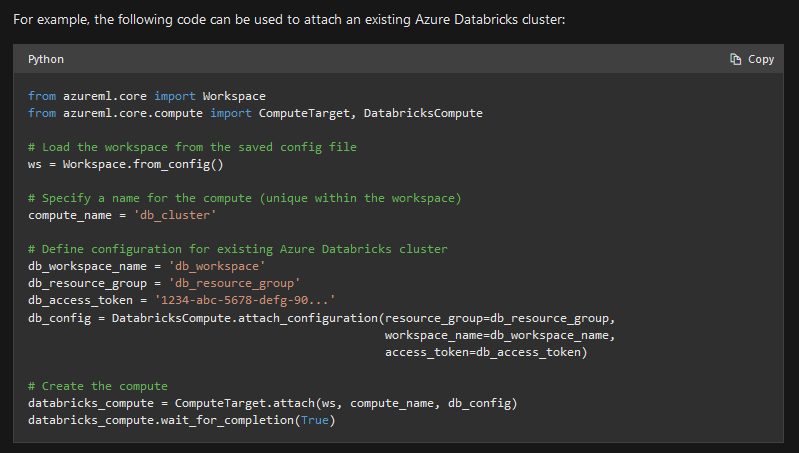 For example, the following code can be used to attach an existing Azure Databricks cluster:
Python
Copy
from azureml.core import Workspace
from azureml.core.compute import ComputeTarget, DatabricksCompute
# Load the workspace from the saved config file
ws = Workspace.from_config()
# Specify a name for the compute (unique within the workspace)
compute_name = 'db_cluster'
# Define configuration for existing Azure Databricks cluster
db_workspace_name = 'db_workspace'
db_resource_group = 'db_resource_group'
db_access_token = '1234-abc-5678-defg-90...'
db_config = DatabricksCompute.attach_configuration(resource_group=db_resource_group,
workspace_name=db_workspace_name,
access_token=db_access_token)
# Create the compute
databricks_compute = ComputeTarget.attach(ws, compute_name, db_config)
databricks_compute.wait_for_completion(True)